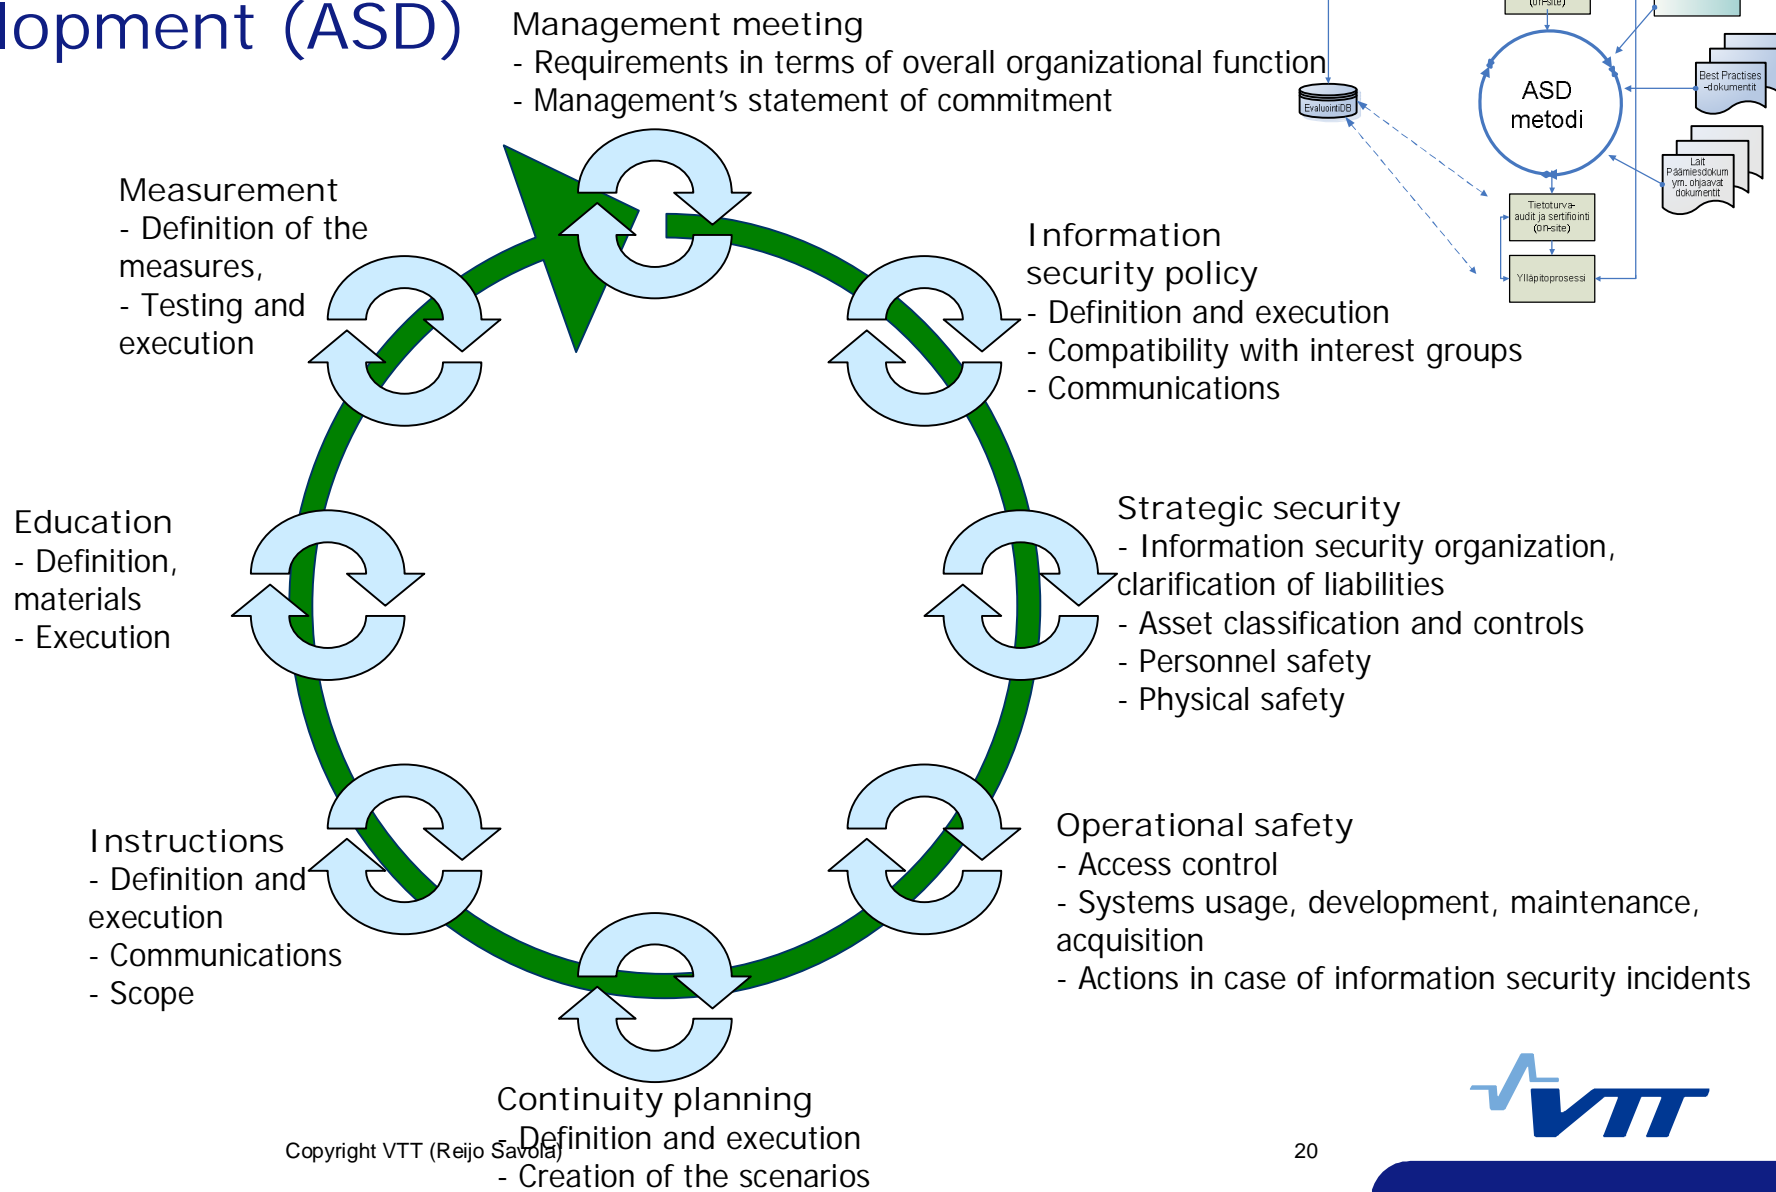 lopment (ASD)
Management meeting
- Requirements in terms of overall organizational function
- Management's statement of commitment
(on-site)
Best Practises
-dokumentit
EvaluointiDB
ASD
metodi
Lait
Päämiesdokum
ym. ohjaavat
dokumentit
Tietoturva-
audit ja sertifiointi
(on-site)
Ylläpitoprosessi
Measurement
- Definition of the
measures,
- Testing and
execution
Information
security policy
- Definition and execution
- Compatibility with interest groups
- Communications
Education
- Definition,
materials
- Execution
Strategic security
- Information security organization,
clarification of liabilities
- Asset classification and controls
- Personnel safety
- Physical safety
Instructions
- Definition and
execution
- Communications
- Scope
Operational safety
- Access control
- Systems usage, development, maintenance,
acquisition
- Actions in case of information security incidents
Continuity planning
- Definition and execution
- Creation of the scenarios
Copyright VTT (Reijo Savola)
20
VTT